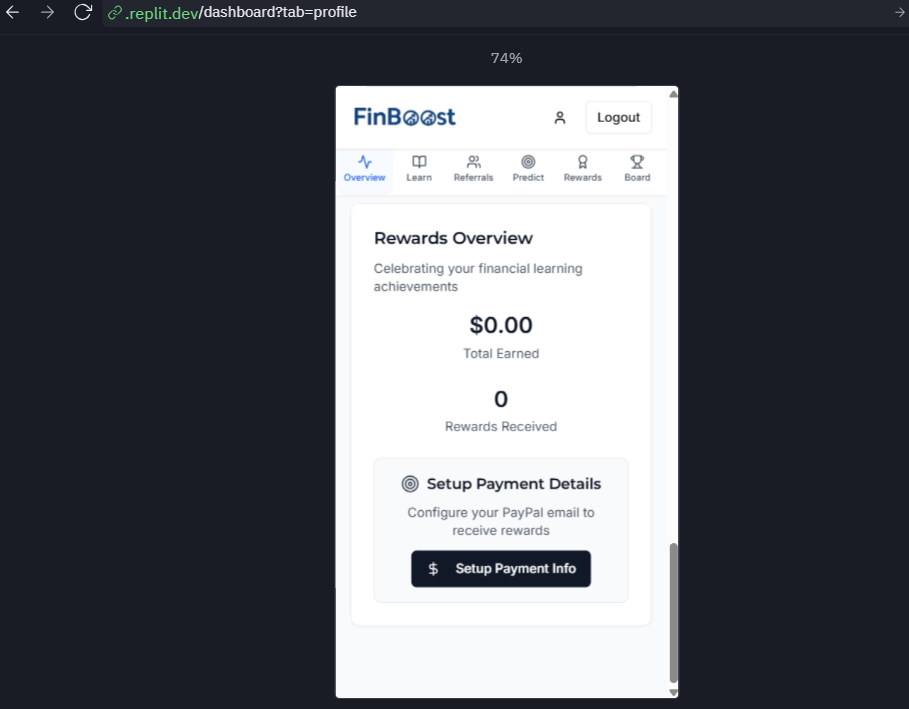 .replit.dev/dashboard?tab=profile
74%
FinBoost
Logout
Overview Learn Referrals Predict Rewards Board
Rewards Overview
Celebrating your financial learning
achievements
$0.00
Total Earned
0
Rewards Received
Setup Payment Details
Configure your PayPal email to
receive rewards
$ Setup Payment Info